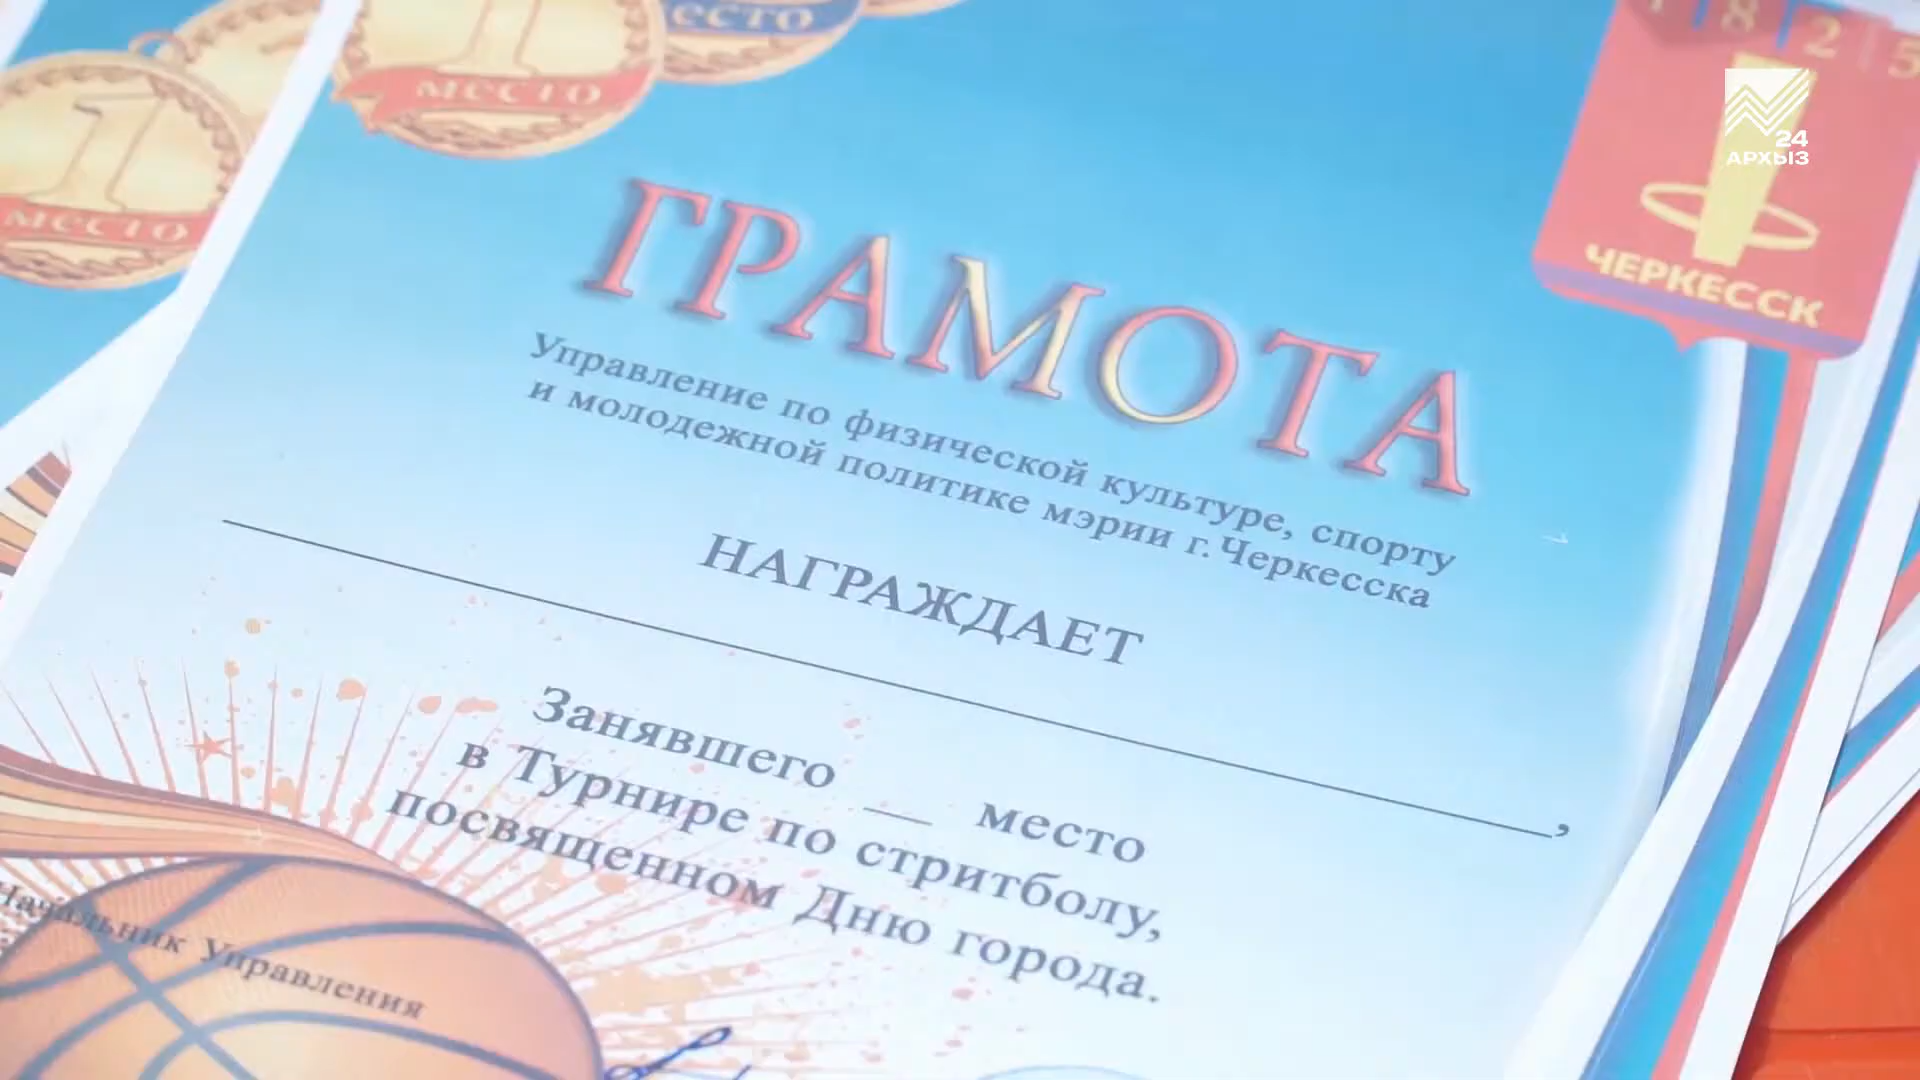 место
1
место
1
место
1825
ЧЕРКЕССК
24
АРХЫЗ
ГРАМОТА
Управление по физической культуре, спорту
и молодежной политике мэрии г. Черкесска
НАГРАЖДАЕТ
,
Занявшего ___ место
в Турнире по стритболу,
посвященном Дню города.
Начальник Управления